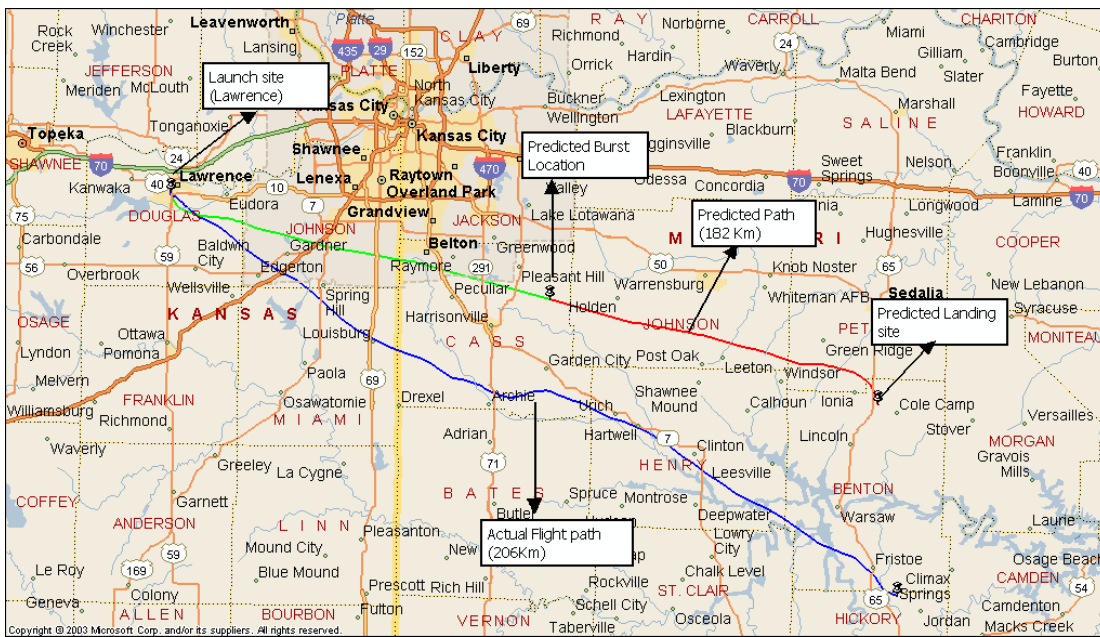 Leavenworth
Platte
69
RAY
Norborne
CARROLL
CHARITON
Rock
Creek
Winchester
Lansing
435
29
152
CLAY
Richmond
Hardin
24
Miami
Gilliam
Cambridge
Waverly
Burton
JEFFERSON
Meriden
McLouth
PLATTE
Liberty
Orrick
Malta Bend
Slater
Launch site
(Lawrence)
North
Kansas City
Kansas City
Buckner
Wellington
Lexington
Fayette
Marshall
HOWARD
Topeka
Tonganoxie
Kansas City
LAFAYETTE
Blackburn
SALINE
SHAWNEE
70
24
Shawnee
470
Predicted Burst
Location
Higginsville
Sweet
Springs
Nelson
Franklin
Boonville
40
Kanwaka
40
Lawrence
10
Lenexa
Raytown
Overland Park
Valley
Odessa
Concordia
70
Longwood
Lamine
70
75
DOUGLAS
Eudora
7
Grandview
JACKSON
Lake Lotawana
Predicted Path
(182 Km)
Carbondale
JOHNSON
Gardner
Belton
Greenwood
Hughesville
COOPER
56
Overbrook
59
Baldwin
City
Edgerton
Raymore
291
Pleasant Hill
50
Warrensburg
Knob Noster
65
Wellsville
Spring
Hill
Peculiar
Holden
Whiteman AFB
Sedalia
New Lebanon
Syracuse
OSAGE
KANSAS
Harrisonville
JOHNSON
Predicted Landing
site
MONITEAU
Ottawa
Louisburg
CASS
Lyndon
Pomona
Garden City
Post Oak
Leeton
Green Ridge
Windsor
Melvern
Paola
69
Drexel
Archie
Urich
Shawnee
Mound
Calhoun
Ionia
Cole Camp
Versailles
Williamsburg
FRANKLIN
Richmond
Osawatomie
MIAMI
Stover
Waverly
Adrian
Hartwell
7
Clinton
Lincoln
MORGAN
Gravois
Mills
Greeley
La Cygne
71
HENRY
Leesville
COFFEY
Garnett
BATES
Spruce
Montrose
BENTON
ANDERSON
LINN
Pleasanton
Butler
Deepwater
Warsaw
Laurie
59
Mound City
New
Actual Flight path
(206Km)
Lowry
City
Fristoe
Osage Beach
Le Roy
169
Blue Mound
Prescott
Rich Hill
Rockville
Chalk Level
Climax
Springs
CAMDEN
54
Geneva
Colony
ALLEN
BOURBON
Fulton
VERNON
Schell City
Taberville
ST. CLAIR
Osceola
65
HICKORY
Camdenton
Jordan
Macks Creek
Copyright © 2003 Microsoft Corp. and/or its suppliers. All rights reserved.